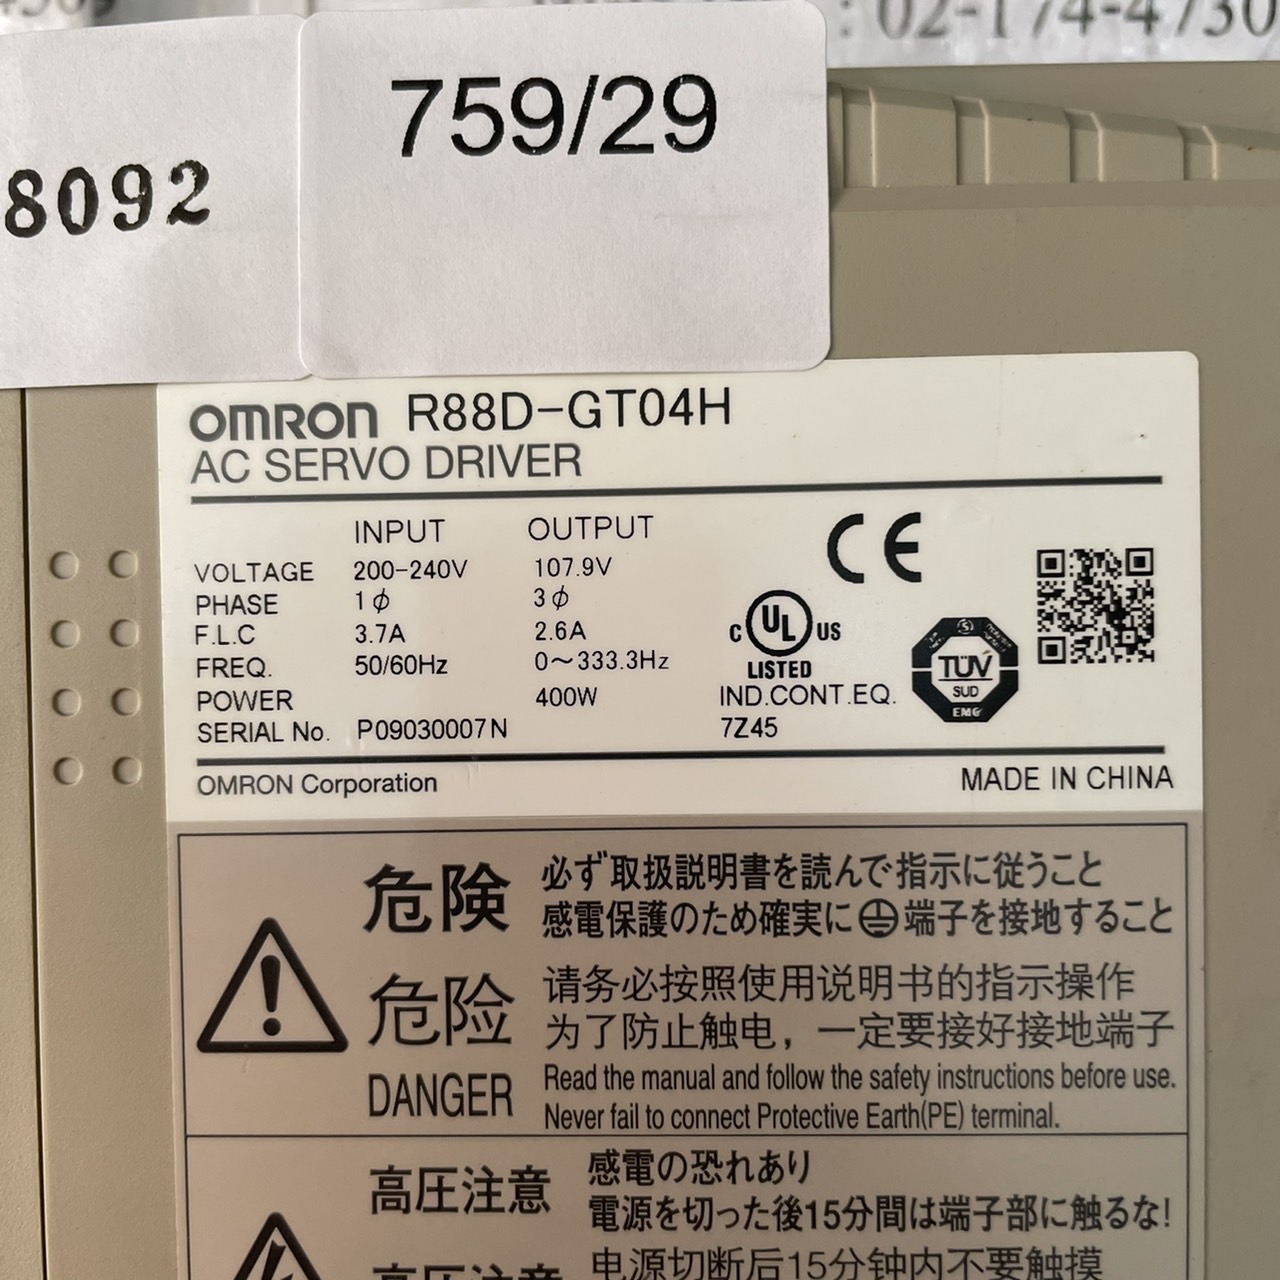 : 02-174-4730
759/29
8092
OMRON R88D-GT04H
AC SERVO DRIVER
INPUT OUTPUT
VOLTAGE 200-240V 107.9V
PHASE 1φ 3φ
F.L.C 3.7A 2.6A
FREQ. 50/60Hz 0～333.3Hz
POWER 400W
SERIAL No. P09030007N
CE
C UL US
LISTED
IND.CONT.EQ.
7Z45
TÜV
SUD
EMC
OMRON Corporation MADE IN CHINA
危険 必ず取扱説明書を読んで指示に従うこと
感電保護のため確実に端子を接地すること
危险 请务必按照使用说明书的指示操作
为了防止触电，一定要接好接地端子
DANGER Read the manual and follow the safety instructions before use.
Never fail to connect Protective Earth(PE) terminal.
高圧注意 感電の恐れあり
電源を切った後15分間は端子部に触るな!
高压注意 电源切断后15分钟内不要触摸